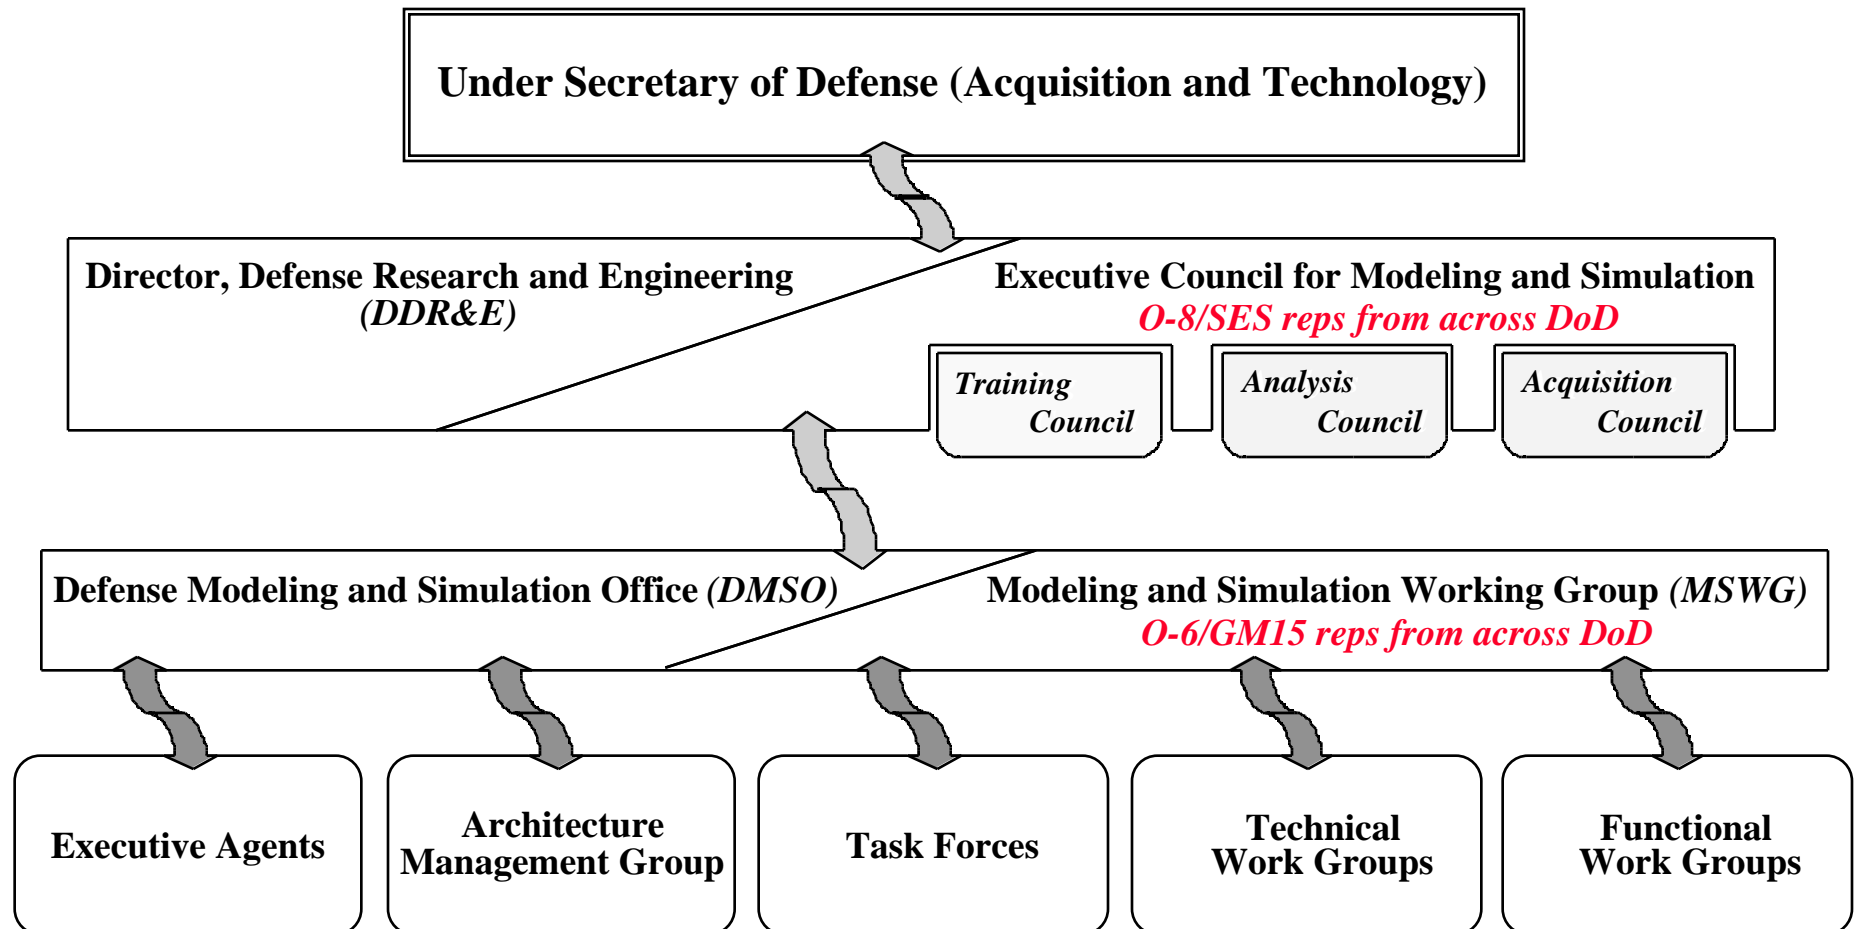 Under Secretary of Defense (Acquisition and Technology)
Director, Defense Research and Engineering
(DDR&E)
Executive Council for Modeling and Simulation
O-8/SES reps from across DoD
Training
Council
Analysis
Council
Acquisition
Council
Defense Modeling and Simulation Office (DMSO)
Modeling and Simulation Working Group (MSWG)
O-6/GM15 reps from across DoD
Executive Agents
Architecture
Management Group
Task Forces
Technical
Work Groups
Functional
Work Groups